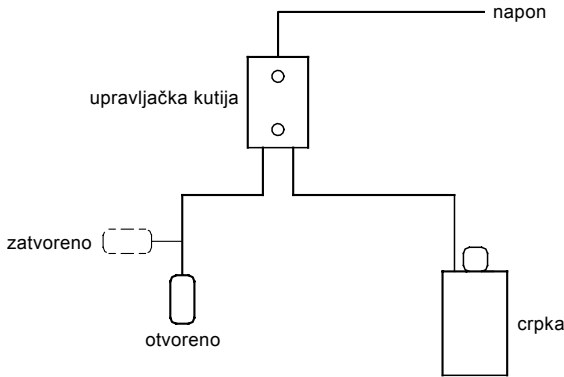 napon
upravljačka kutija
zatvoreno
otvoreno
crpka